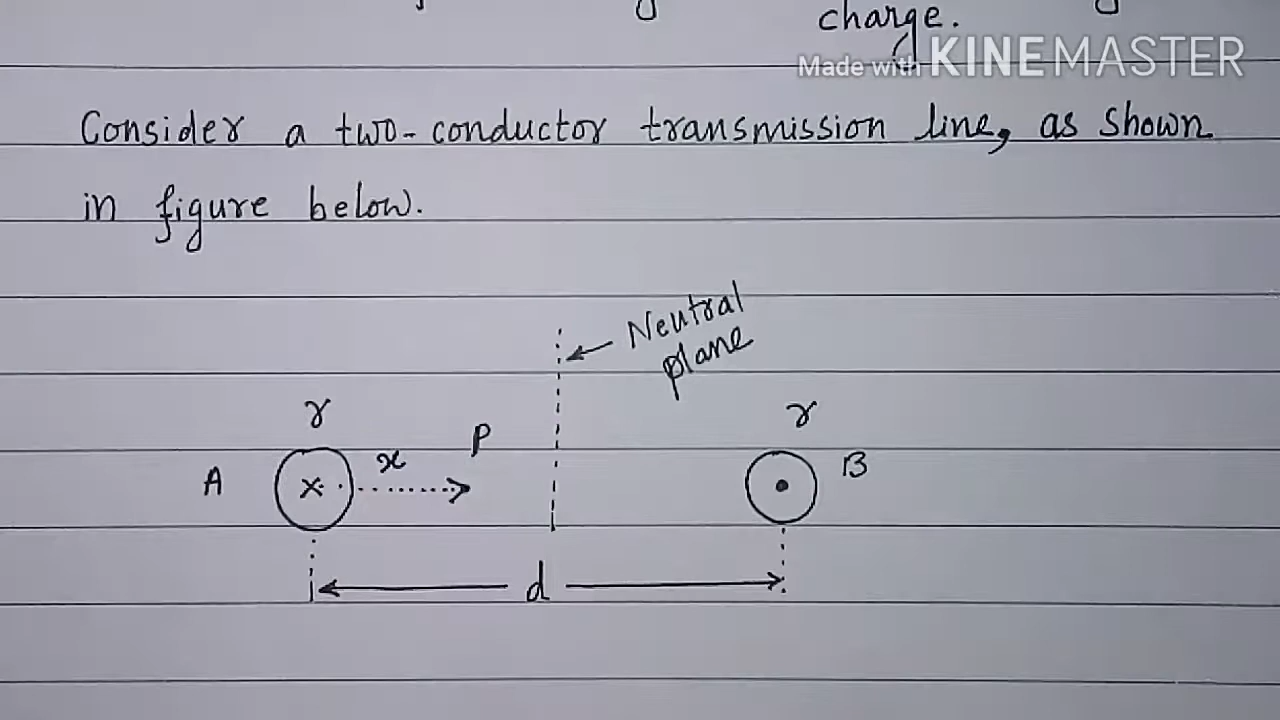 charge.
Made with KINEMASTER
Consider a two-conductor transmission line, as shown
in figure below.
Neutral
plane
r r
A x P B
d